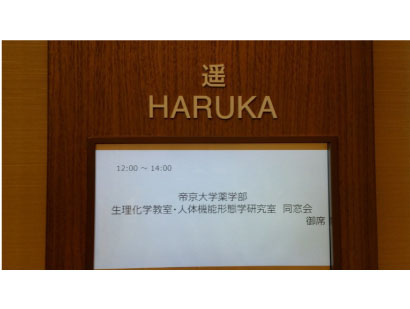 遥
HARUKA
12:00 〜 14:00
帝京大学薬学部
生理化学教室・人体機能形態学研究室 同窓会
御席